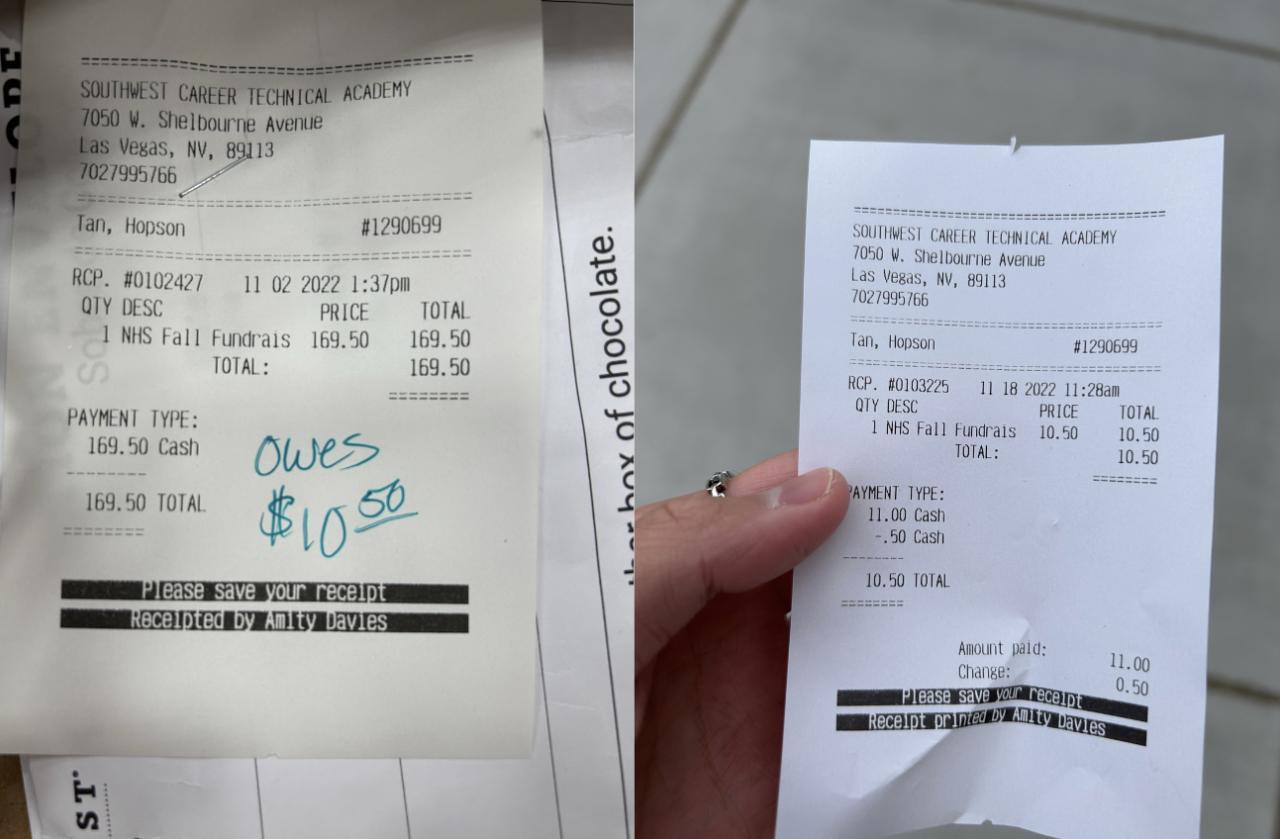 =======================================
SOUTHWEST CAREER TECHNICAL ACADEMY
7050 W. Shelbourne Avenue
Las Vegas, NV, 89113
7027995766
=======================================
Tan, Hopson #1290699
=======================================
RCP. #0102427 11 02 2022 1:37pm
QTY DESC PRICE TOTAL
1 NHS Fall Fundrais 169.50 169.50
TOTAL: 169.50
========
PAYMENT TYPE:
169.50 Cash
--------
169.50 TOTAL
========
owes
$10 50
Please save your receipt
Receipted by Amity Davies
box of chocolate.
ST
=======================================
SOUTHWEST CAREER TECHNICAL ACADEMY
7050 W. Shelbourne Avenue
Las Vegas, NV, 89113
7027995766
=======================================
Tan, Hopson #1290699
=======================================
RCP. #0103225 11 18 2022 11:28am
QTY DESC PRICE TOTAL
1 NHS Fall Fundrais 10.50 10.50
TOTAL: 10.50
========
PAYMENT TYPE:
11.00 Cash
-.50 Cash
--------
10.50 TOTAL
========
Amount paid: 11.00
Change: 0.50
Please save your receipt
Receipt printed by Amity Davies